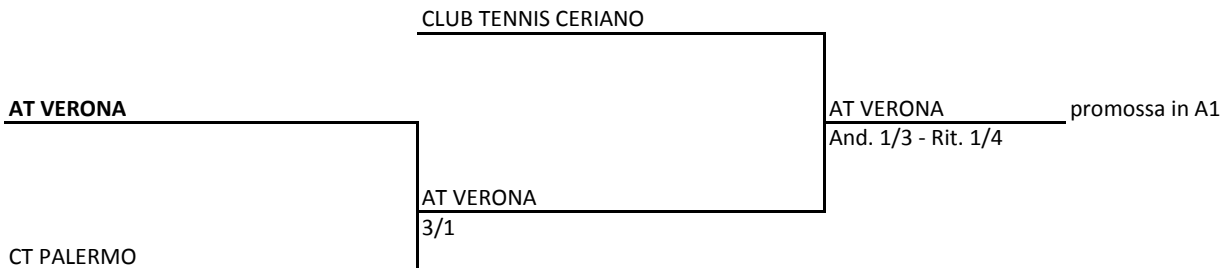 CLUB TENNIS CERIANO
AT VERONA
AT VERONA promossa in A1
And. 1/3 - Rit. 1/4
AT VERONA
3/1
CT PALERMO